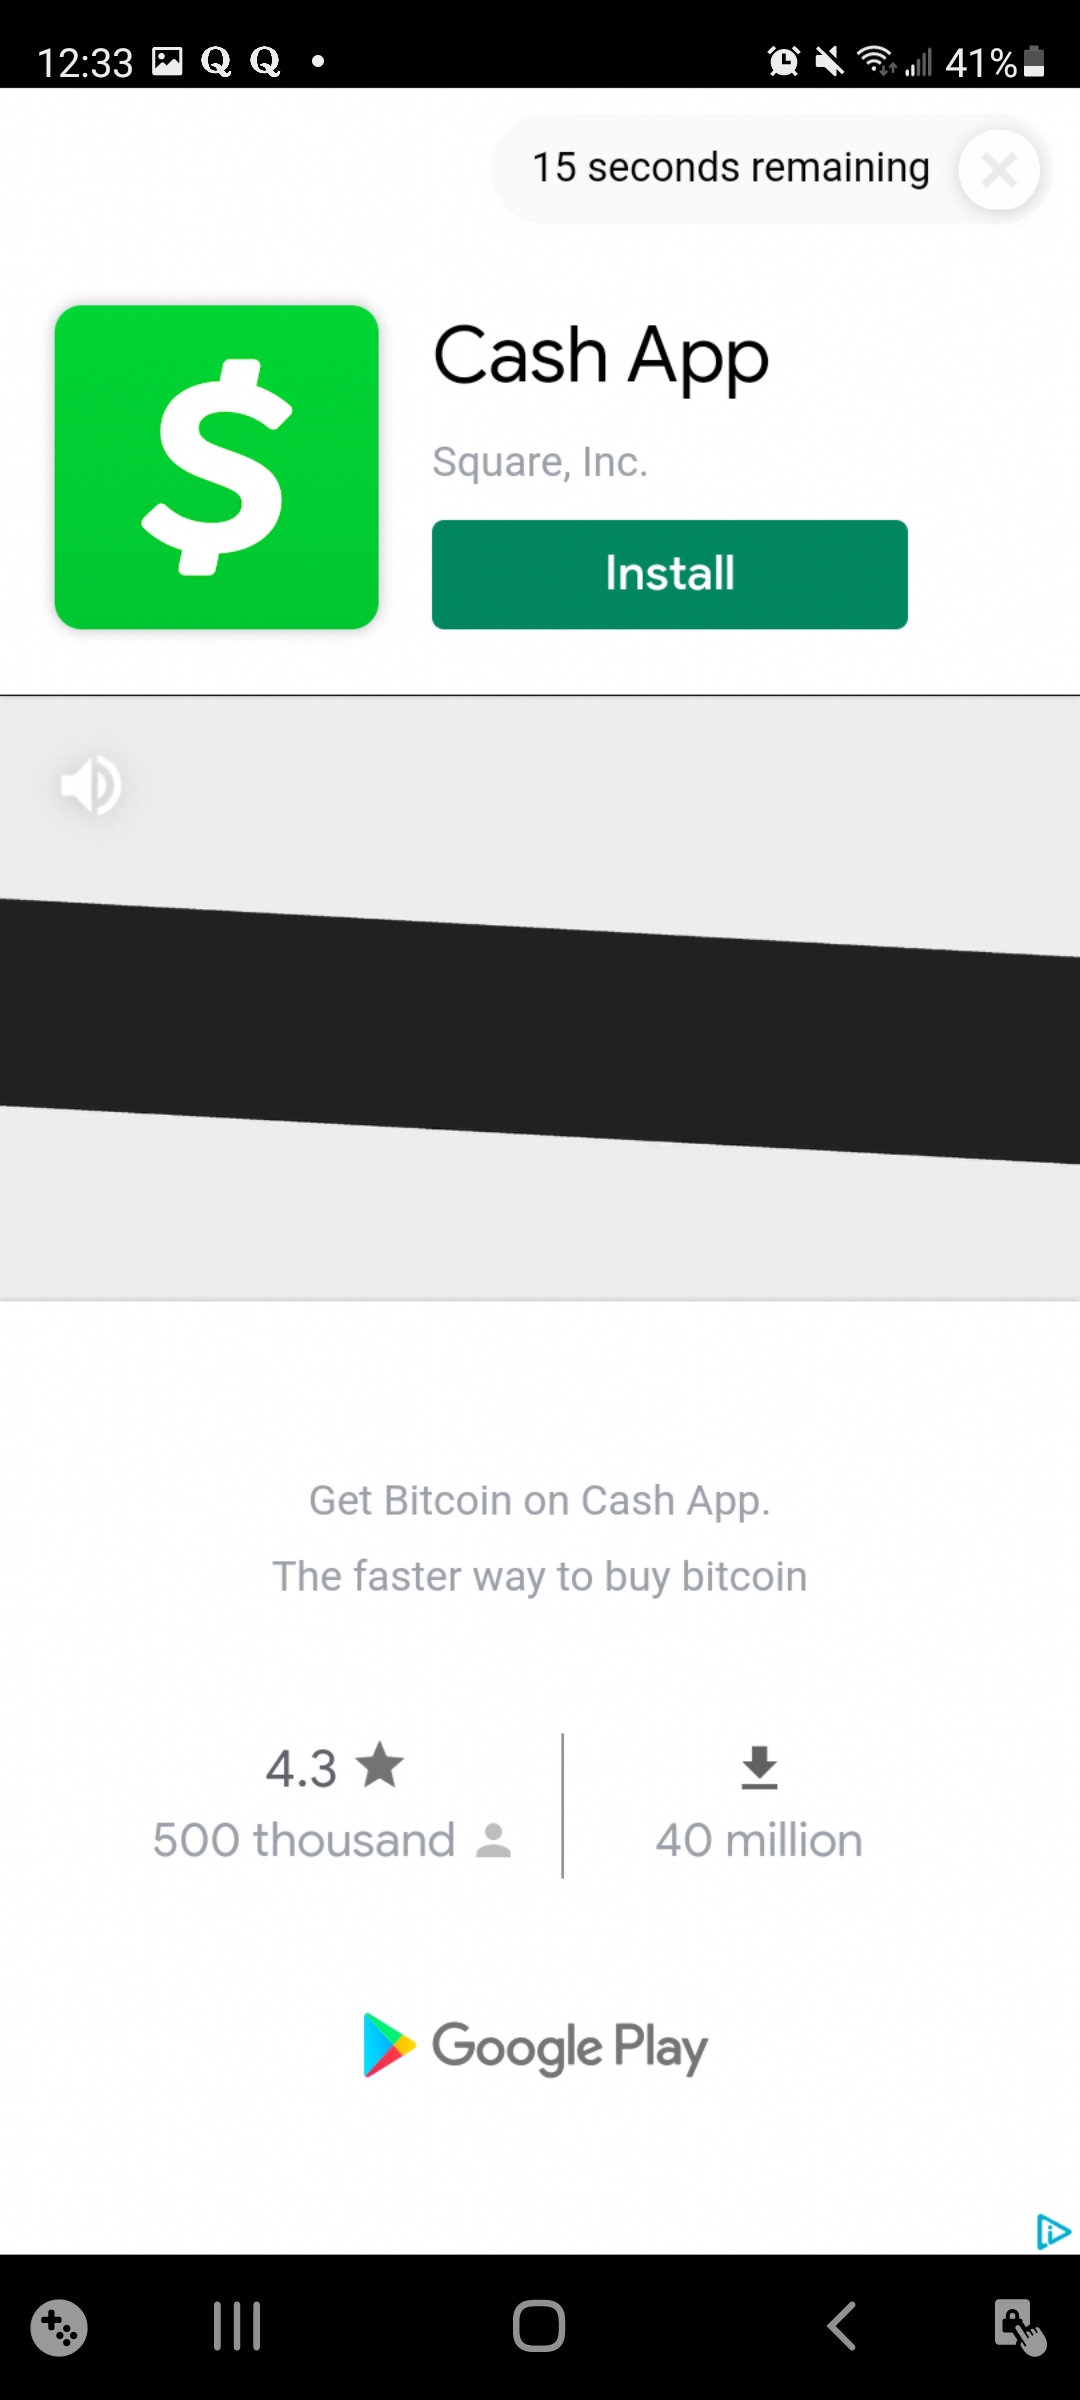 12:33 Q Q 41%
15 seconds remaining
Cash App
Square, Inc.
Install
Get Bitcoin on Cash App.
The faster way to buy bitcoin
4.3
500 thousand
40 million
Google Play